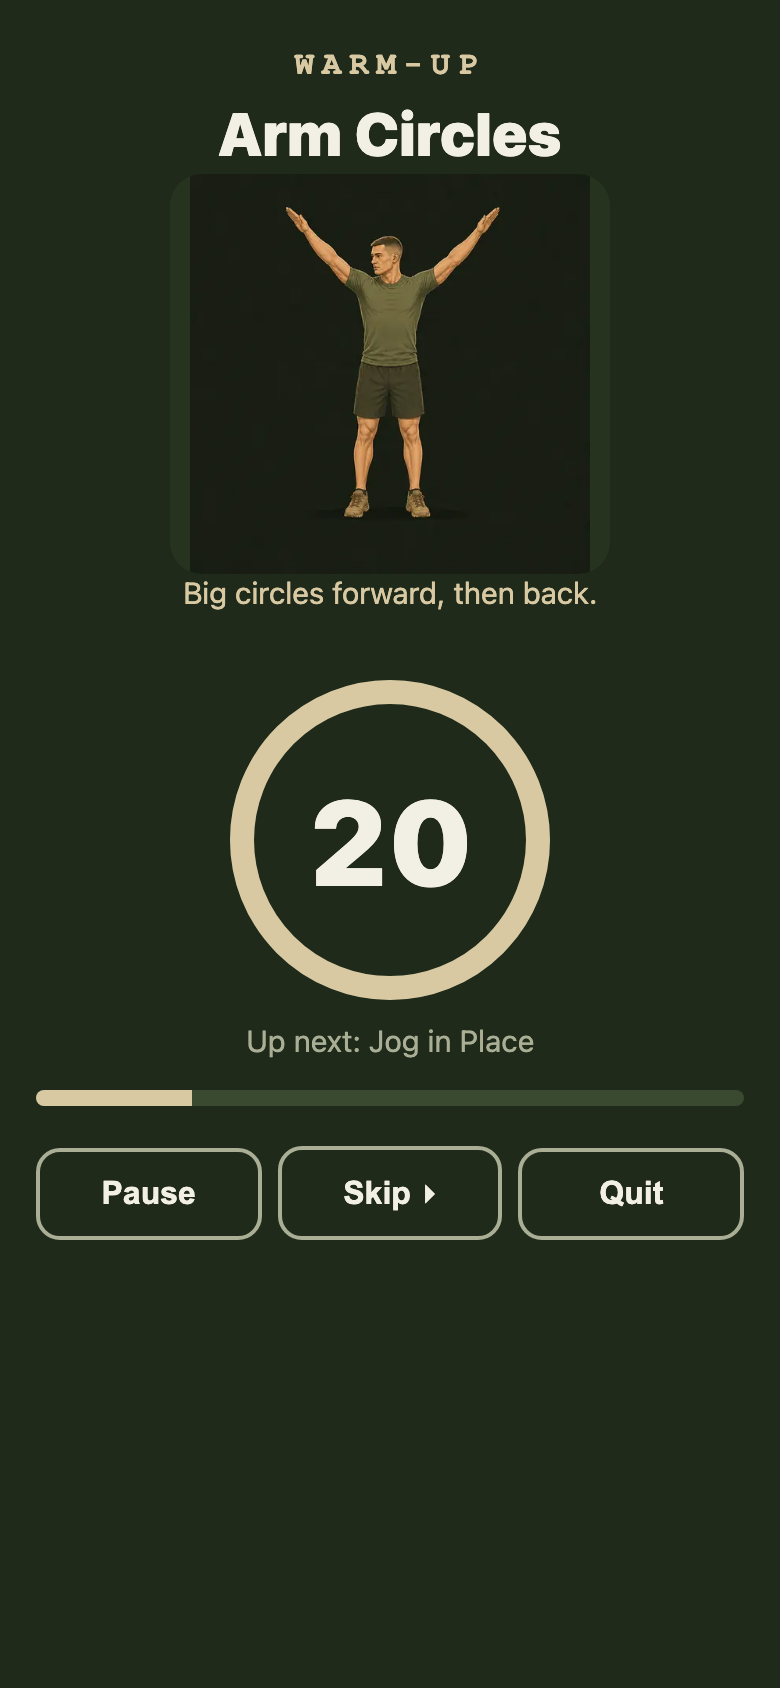 WARM-UP
Arm Circles
Big circles forward, then back.
20
Up next: Jog in Place
Pause
Skip
Quit